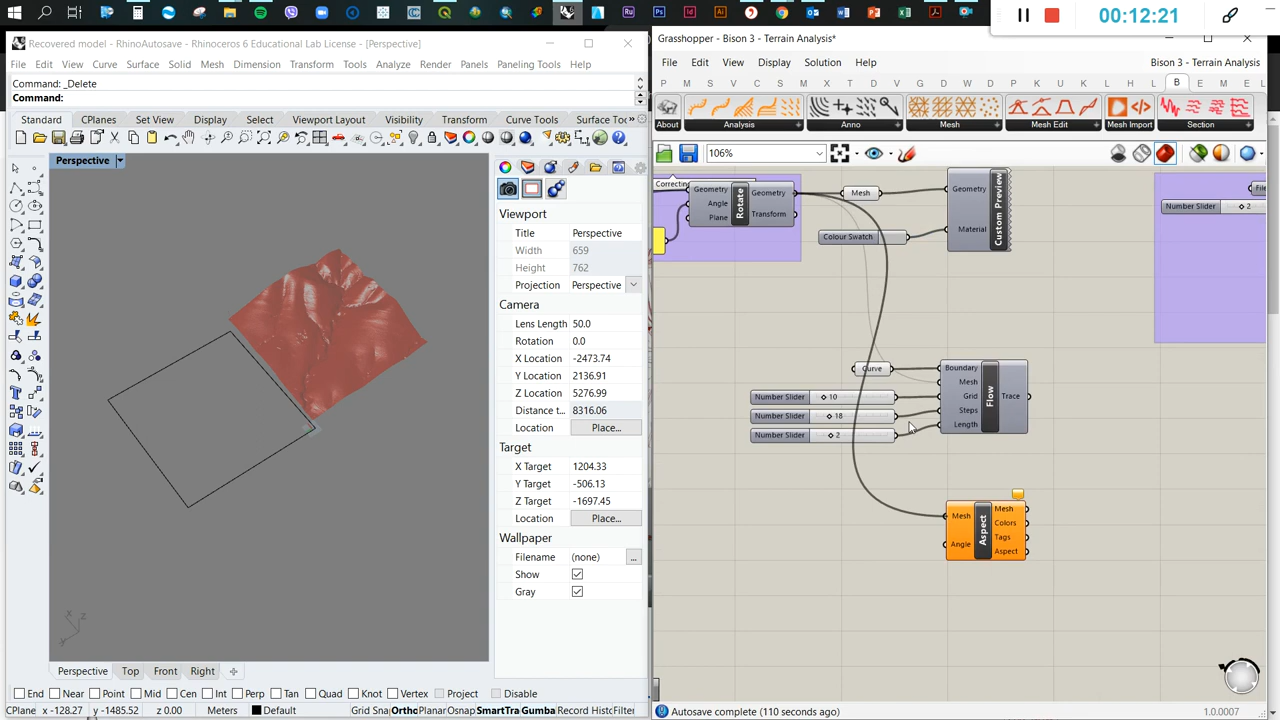 00:12:21
Recovered model - RhinoAutosave - Rhinoceros 6 Educational Lab License - [Perspective]
File Edit View Curve Surface Solid Mesh Dimension Transform Tools Analyze Render Panels Paneling Tools Help
Command: _Delete
Command:
Standard CPlanes Set View Display Select Viewport Layout Visibility Transform Curve Tools Surface To
Perspective
Viewport
Title Perspective
Width 659
Height 762
Projection Perspective
Camera
Lens Length 50.0
Rotation 0.0
X Location -2473.74
Y Location 2136.91
Z Location 5276.99
Distance t... 8316.06
Location Place...
Target
X Target 1204.33
Y Target -506.13
Z Target -1697.45
Location Place...
Wallpaper
Filename (none) ...
Show
Gray
x z y
Perspective Top Front Right
End Near Point Mid Cen Int Perp Tan Quad Knot Vertex Project Disable
CPlane x -128.27 y -1485.52 z 0.00 Meters Default Grid Snap Ortho Planar Osnap SmartTra Gumba Record Histo Filter
Grasshopper - Bison 3 - Terrain Analysis*
File Edit View Display Solution Help Bison 3 - Terrain Analysis
P M S V C S M T D V D W D P K L H L B E M E
About Analysis Anno Mesh Mesh Edit Mesh Import Section
106%
Correcting
Geometry Angle Plane Rotate Geometry Transform
Mesh
Colour Swatch
Geometry Material Custom Preview
Number Slider 2
Curve
Number Slider 10
Number Slider 18
Number Slider 2
Boundary Mesh Grid Steps Length Flow Trace
Mesh Angle Aspect Mesh Colors Tags Aspect
Autosave complete (110 seconds ago)
1.0.0007